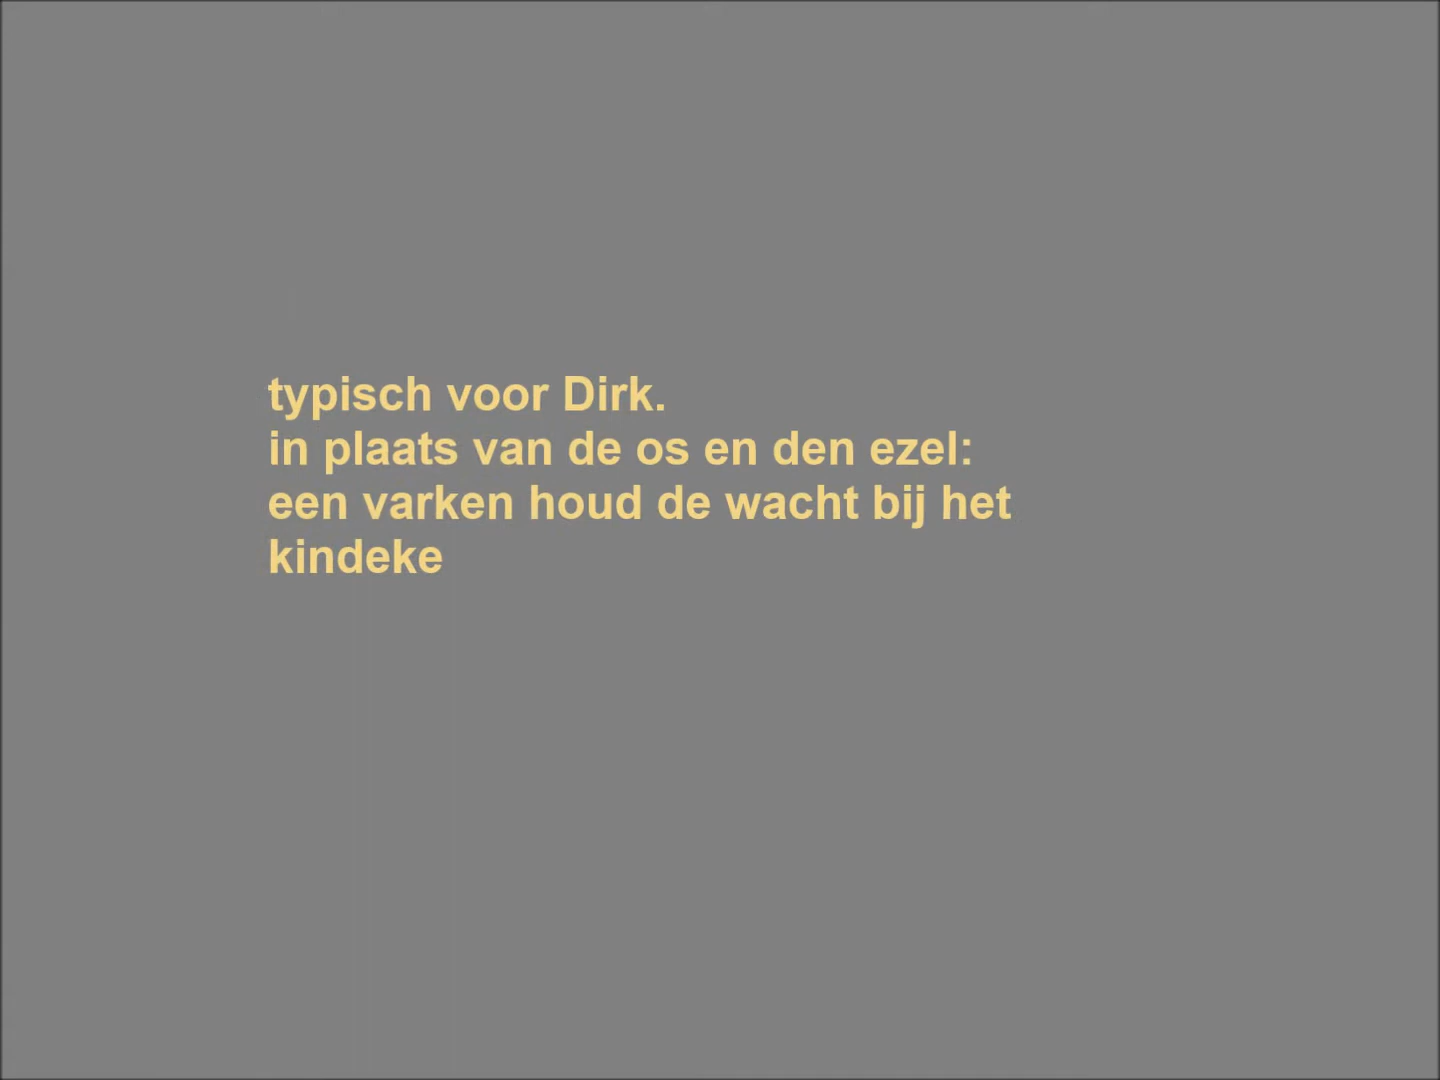 typisch voor Dirk.
in plaats van de os en den ezel:
een varken houd de wacht bij het
kindeke